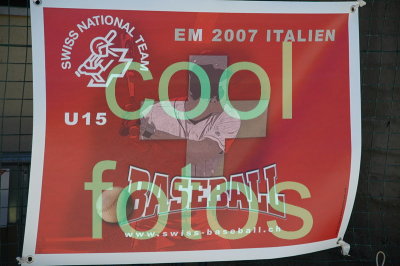 SWISS NATIONAL TEAM
EM 2007 ITALIEN
cool
U15
fotos
BASEBALL
www.swiss-baseball.ch